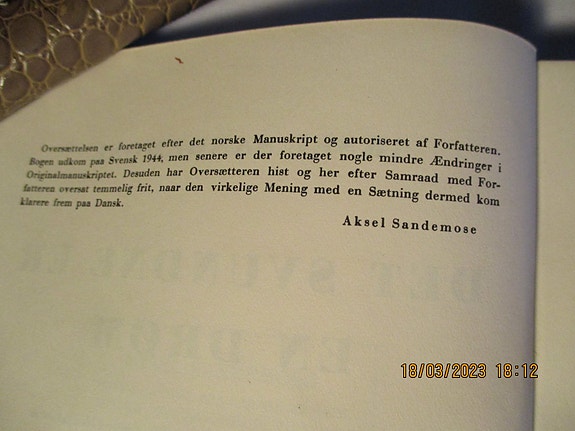 Oversættelsen er foretaget efter det norske Manuskript og autoriseret af Forfatteren.
Bogen udkom paa Svensk 1944, men senere er der foretaget nogle mindre Ændringer i
Originalmanuskriptet. Desuden har Oversætteren hist og her efter Samraad med For-
fatteren oversat temmelig frit, naar den virkelige Mening med en Sætning dermed kom
klarere frem paa Dansk.
Aksel Sandemose
18/03/2023 18:12